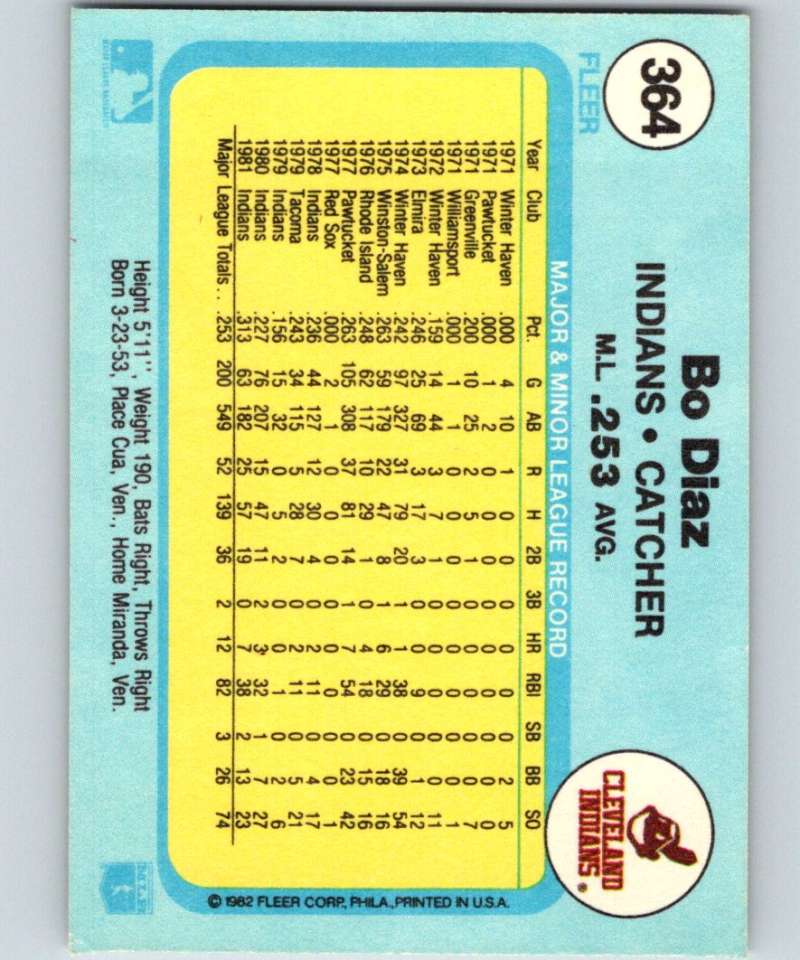 364
FLEER
Bo Diaz
INDIANS • CATCHER
M.L. .253 AVG.
CLEVELAND
INDIANS®
MAJOR & MINOR LEAGUE RECORD
Year Club Pct. G AB R H 2B 3B HR RBI SB BB SO
1971 Winter Haven .000 4 10 1 0 0 0 0 0 0 2 5
1971 Pawtucket .000 1 2 0 0 0 0 0 0 0 0 0
1971 Greenville .200 10 25 2 5 1 0 0 0 0 0 7
1971 Williamsport .000 1 1 0 0 0 0 0 0 0 0 1
1972 Winter Haven .159 14 44 3 7 1 0 0 0 0 0 11
1973 Elmira .246 25 69 3 17 3 0 0 9 0 1 12
1974 Winter Haven .242 97 327 31 79 20 1 1 38 0 39 54
1975 Winston-Salem .263 59 179 22 47 8 1 6 29 0 18 16
1976 Rhode Island .248 62 117 10 29 1 0 4 18 0 15 16
1977 Pawtucket .263 105 308 37 81 14 1 7 54 0 23 42
1977 Red Sox .000 2 1 0 0 0 0 0 0 0 0 1
1978 Indians .236 44 127 12 30 4 0 2 11 0 4 17
1979 Tacoma .243 34 115 5 28 7 0 2 11 0 5 21
1979 Indians .156 15 32 0 5 2 0 0 1 0 2 6
1980 Indians .227 76 207 15 47 11 2 3 32 1 7 27
1981 Indians .313 63 182 25 57 19 0 7 38 2 13 23
Major League Totals . . .253 200 549 52 139 36 2 12 82 3 26 74
© 1982 FLEER CORP., PHILA., PRINTED IN U.S.A.
Height 5'11", Weight 190, Bats Right, Throws Right
Born 3-23-53, Place Cua, Ven., Home Miranda, Ven.